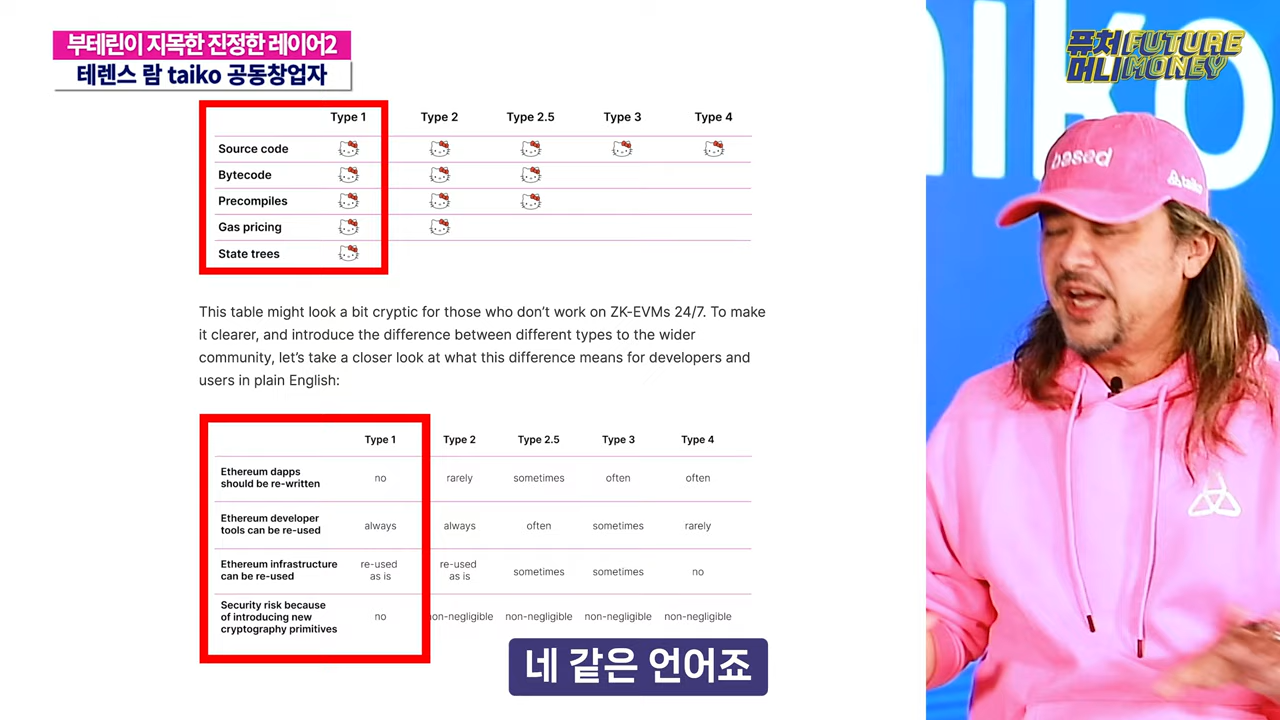 부테린이 지목한 진정한 레이어2
테렌스 람 taiko 공동창업자
퓨처 FUTURE
머니 MONEY
Type 1 Type 2 Type 2.5 Type 3 Type 4
Source code
Bytecode
Precompiles
Gas pricing
State trees
This table might look a bit cryptic for those who don’t work on ZK-EVMs 24/7. To make
it clearer, and introduce the difference between different types to the wider
community, let’s take a closer look at what this difference means for developers and
users in plain English:
Type 1 Type 2 Type 2.5 Type 3 Type 4
Ethereum dapps
should be re-written
no rarely sometimes often often
Ethereum developer
tools can be re-used
always always often sometimes rarely
Ethereum infrastructure
can be re-used
re-used
as is
re-used
as is
sometimes sometimes no
Security risk because
of introducing new
cryptography primitives
no non-negligible non-negligible non-negligible non-negligible
네 같은 언어죠
aiko
based
taiko